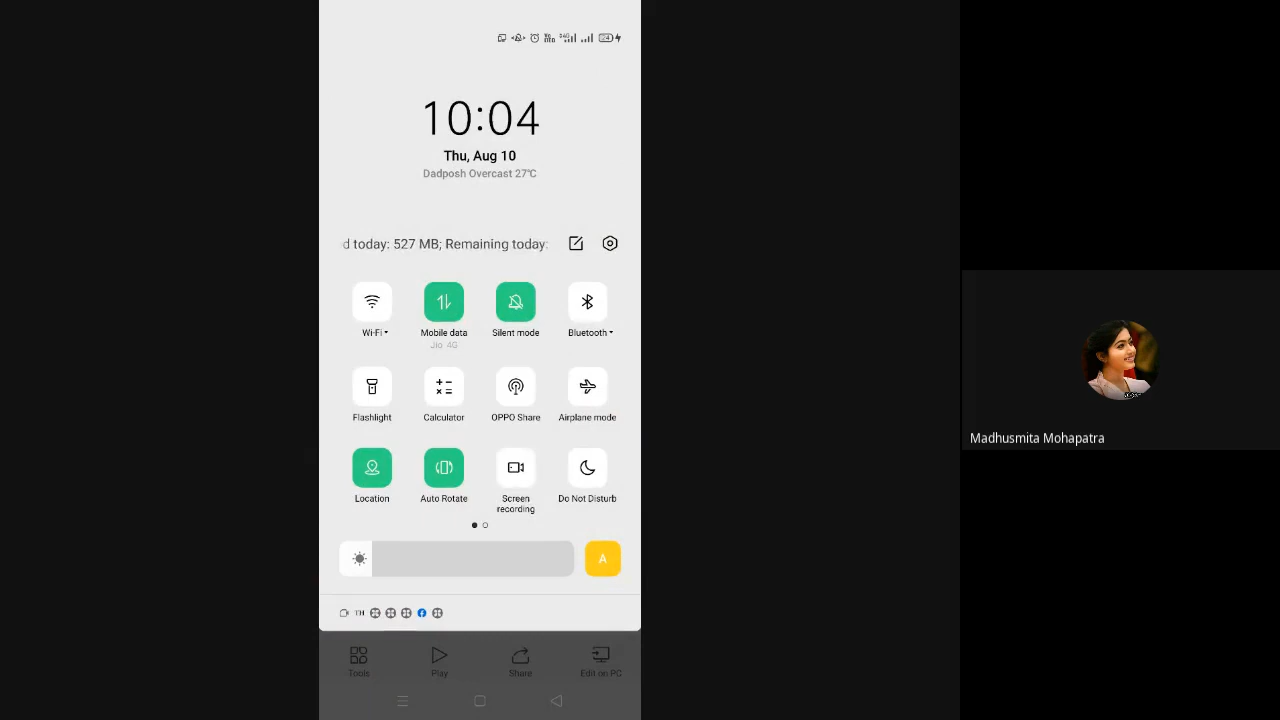 24
10:04
Thu, Aug 10
Dadposh Overcast 27°C
d today: 527 MB; Remaining today:
Wi-Fi
Mobile data
Jio 4G
Silent mode
Bluetooth
Flashlight
Calculator
OPPO Share
Airplane mode
Location
Auto Rotate
Screen
recording
Do Not Disturb
A
TH
Tools
Play
Share
Edit on PC
Madhusmita Mohapatra